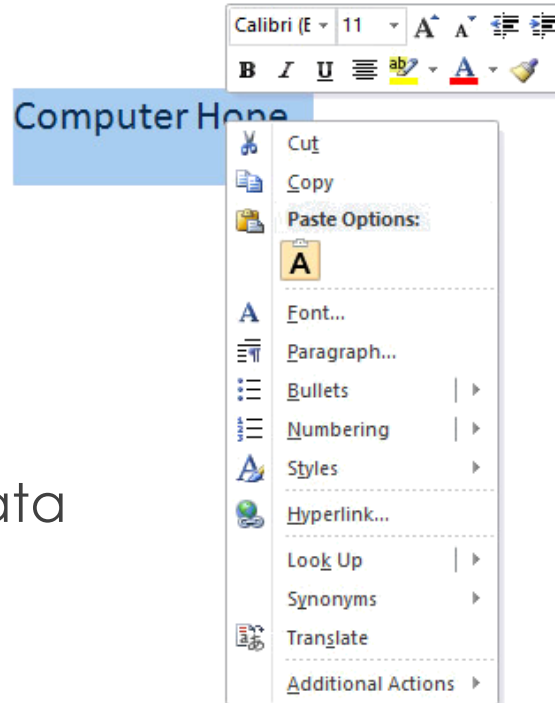 Calibri (E 11 A A
B I U ab A
Computer Hope
Cut
Copy
Paste Options:
A
Font...
Paragraph...
Bullets
Numbering
Styles
ata
Hyperlink...
Look Up
Synonyms
Translate
Additional Actions